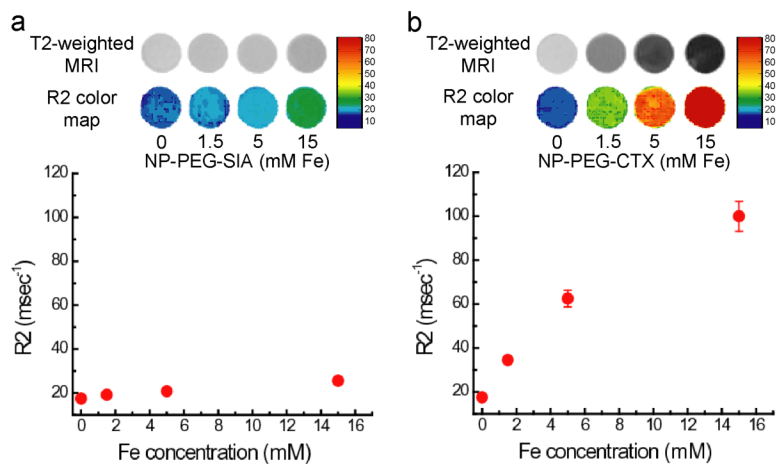 a
T2-weighted
MRI
R2 color
map
80
70
60
50
40
30
20
10
0 1.5 5 15
NP-PEG-SIA (mM Fe)
120
100
80
60
40
20
R2 (msec-1)
0 2 4 6 8 10 12 14 16
Fe concentration (mM)
b
T2-weighted
MRI
R2 color
map
80
70
60
50
40
30
20
10
0 1.5 5 15
NP-PEG-CTX (mM Fe)
120
100
80
60
40
20
R2 (msec-1)
0 2 4 6 8 10 12 14 16
Fe concentration (mM)